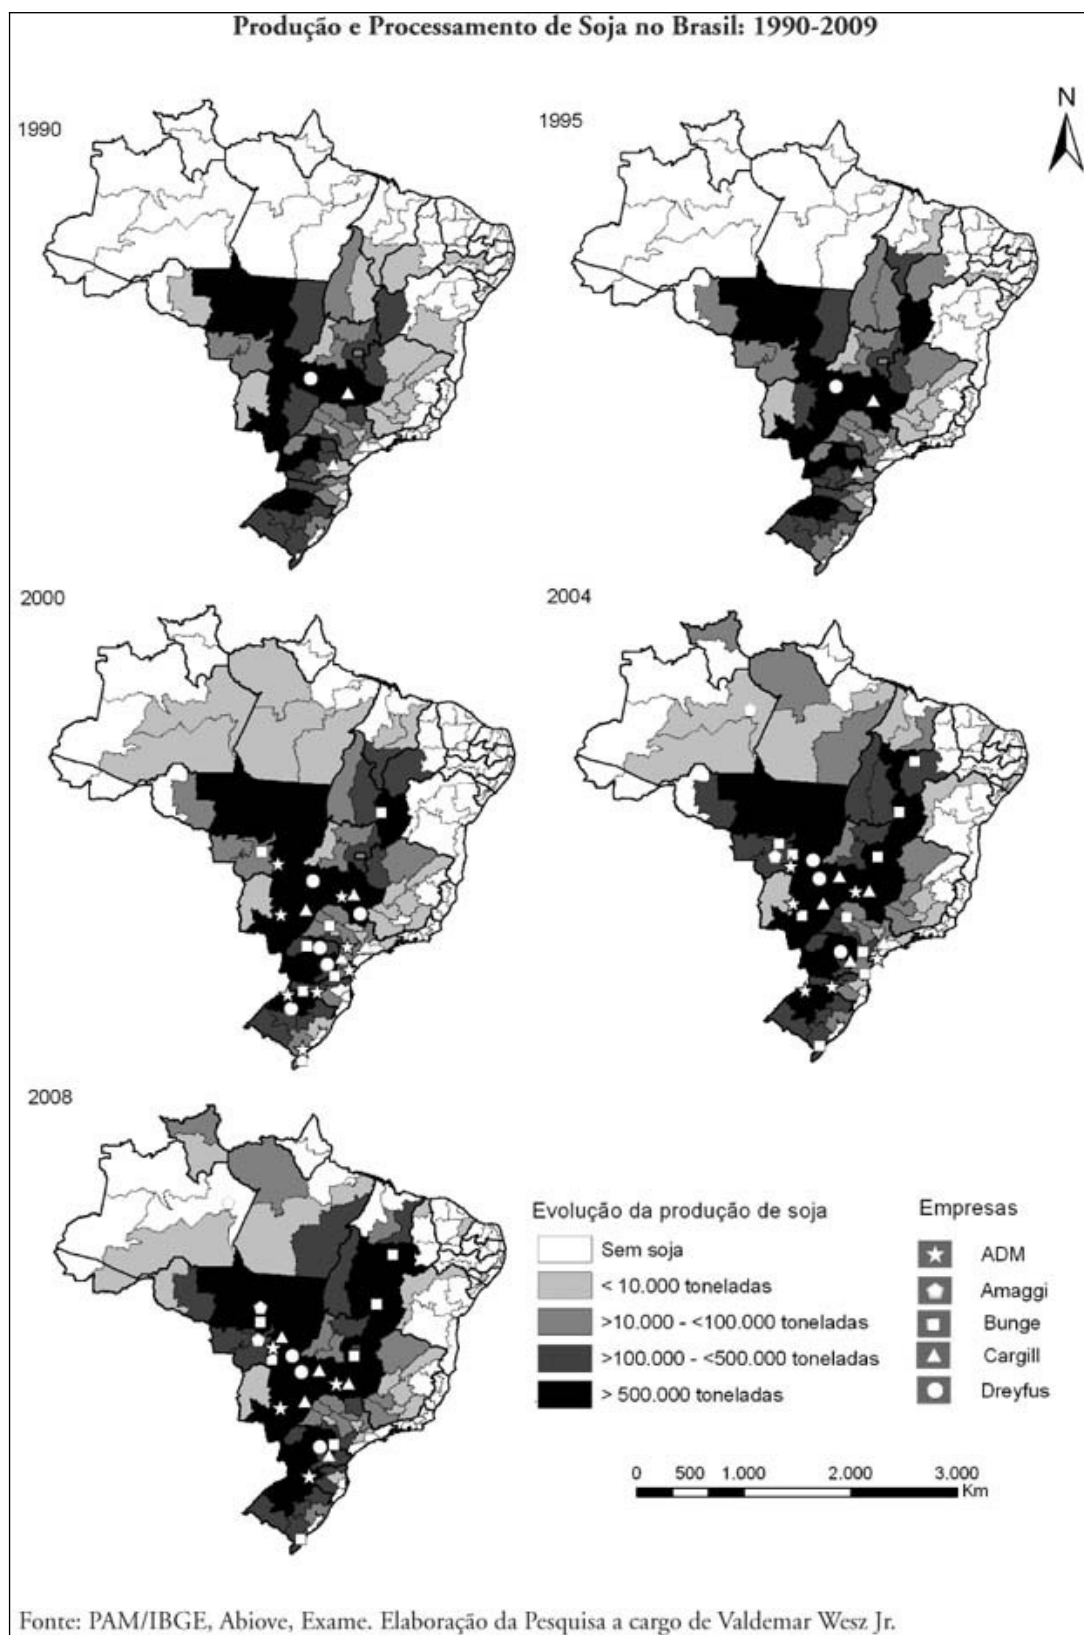 Produção e Processamento de Soja no Brasil: 1990-2009
N
1990
1995
2000
2004
2008
Evolução da produção de soja
Sem soja
< 10.000 toneladas
>10.000 - <100.000 toneladas
>100.000 - <500.000 toneladas
> 500.000 toneladas
Empresas
ADM
Amaggi
Bunge
Cargill
Dreyfus
0 500 1.000 2.000 3.000
Km
Fonte: PAM/IBGE, Abiove, Exame. Elaboração da Pesquisa a cargo de Valdemar Wesz Jr.